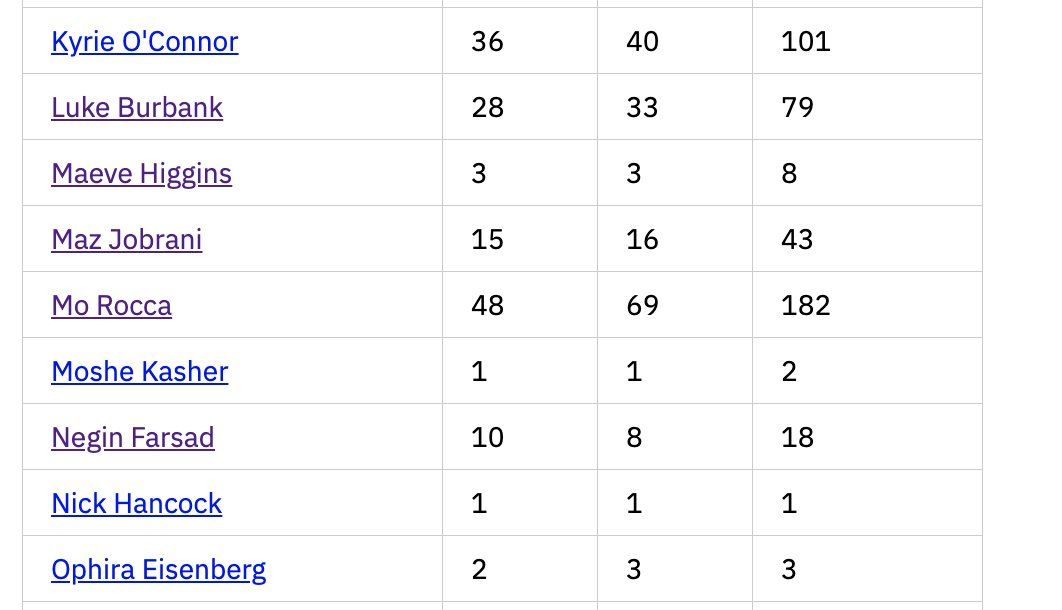 Kyrie O'Connor 36 40 101
Luke Burbank 28 33 79
Maeve Higgins 3 3 8
Maz Jobrani 15 16 43
Mo Rocca 48 69 182
Moshe Kasher 1 1 2
Negin Farsad 10 8 18
Nick Hancock 1 1 1
Ophira Eisenberg 2 3 3